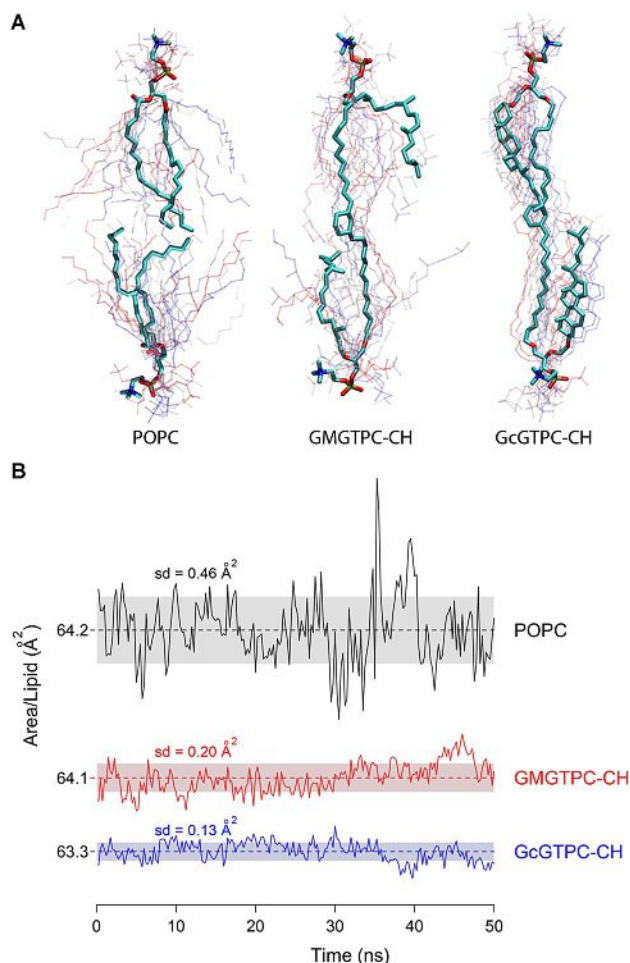 A
POPC
GMGTPC-CH
GcGTPC-CH
B
Area/Lipid (Å²)
sd = 0.46 Å²
64.2
POPC
sd = 0.20 Å²
64.1
GMGTPC-CH
sd = 0.13 Å²
63.3
GcGTPC-CH
0 10 20 30 40 50
Time (ns)